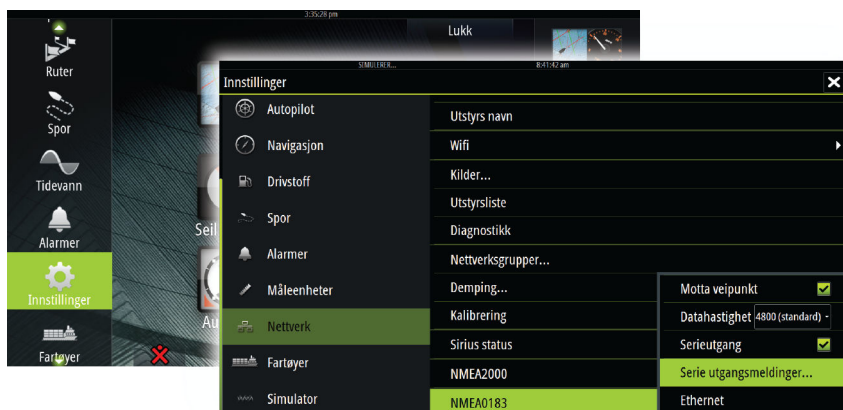 3:35:28 pm
Lukk
Ruter
Spor
Tidevann
Alarmer
Innstillinger
Fartøyer
Seil
Au
SIMULERER...
8:41:42 am
Innstillinger
Autopilot
Navigasjon
Drivstoff
Spor
Alarmer
Måleenheter
Nettverk
Fartøyer
Simulator
Utstyrs navn
Wifi
Kilder...
Utstyrsliste
Diagnostikk
Nettverksgrupper...
Demping...
Kalibrering
Sirius status
NMEA2000
NMEA0183
Motta veipunkt
Datahastighet 4800 (standard)
Serieutgang
Serie utgangsmeldinger...
Ethernet